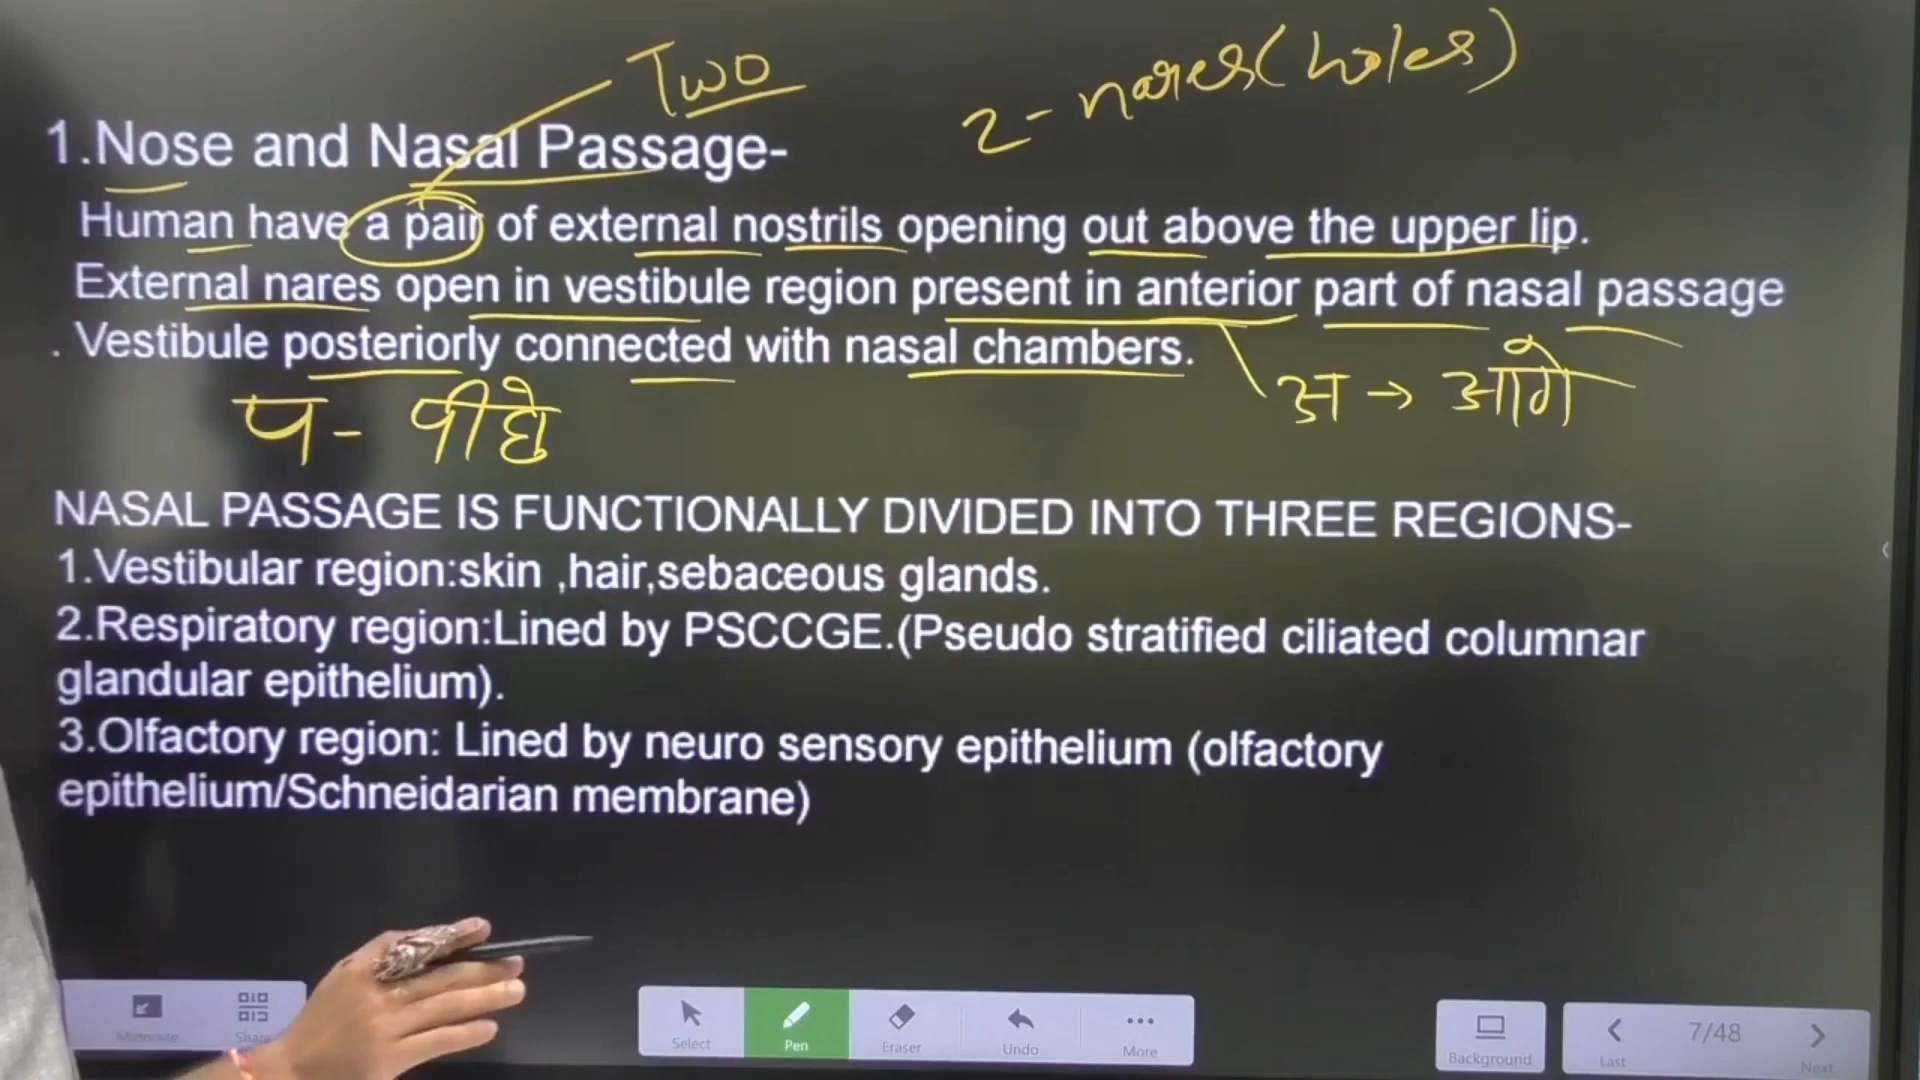 Two
2-nares(holes)
1.Nose and Nasal Passage-
Human have a pair of external nostrils opening out above the upper lip.
External nares open in vestibule region present in anterior part of nasal passage
. Vestibule posteriorly connected with nasal chambers.
अ → आगे
प - पीछे
NASAL PASSAGE IS FUNCTIONALLY DIVIDED INTO THREE REGIONS-
1.Vestibular region:skin ,hair,sebaceous glands.
2.Respiratory region:Lined by PSCCGE.(Pseudo stratified ciliated columnar
glandular epithelium).
3.Olfactory region: Lined by neuro sensory epithelium (olfactory
epithelium/Schneidarian membrane)
Share
Select
Pen
Eraser
Undo
More
Background
Last
7/48
Next